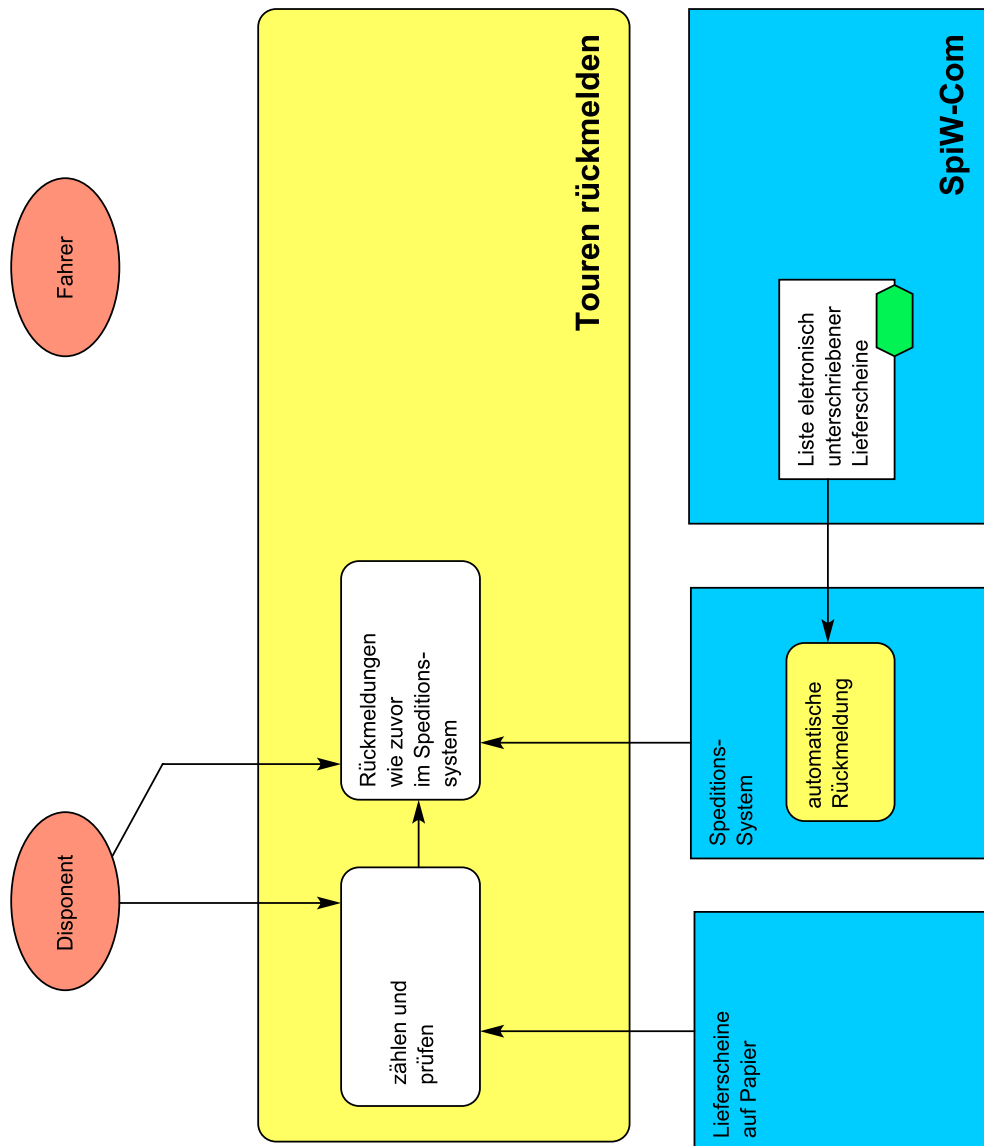 Disponent
Fahrer
zählen und
prüfen
Rückmeldungen
wie zuvor
im Speditions-
system
Touren rückmelden
Lieferscheine
auf Papier
Speditions-
System
automatische
Rückmeldung
Liste eletronisch
unterschriebener
Lieferscheine
SpiW-Com